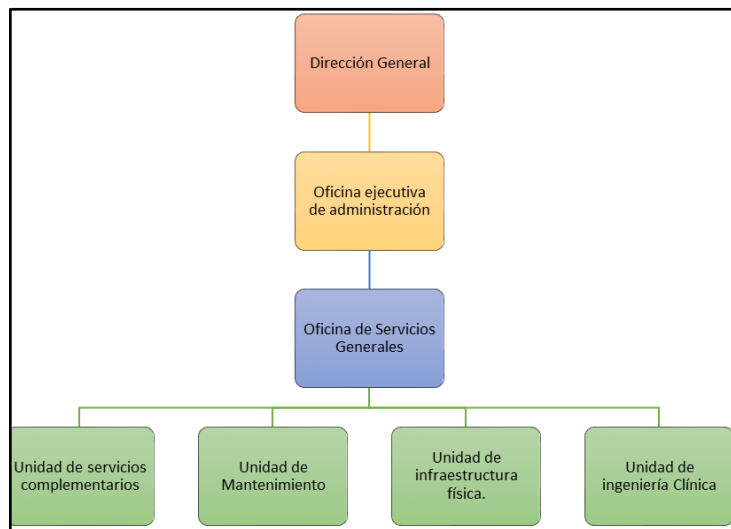 Dirección General
Oficina ejecutiva
de administración
Oficina de Servicios
Generales
Unidad de servicios
complementarios
Unidad de
Mantenimiento
Unidad de
infraestructura
física.
Unidad de
ingeniería Clínica